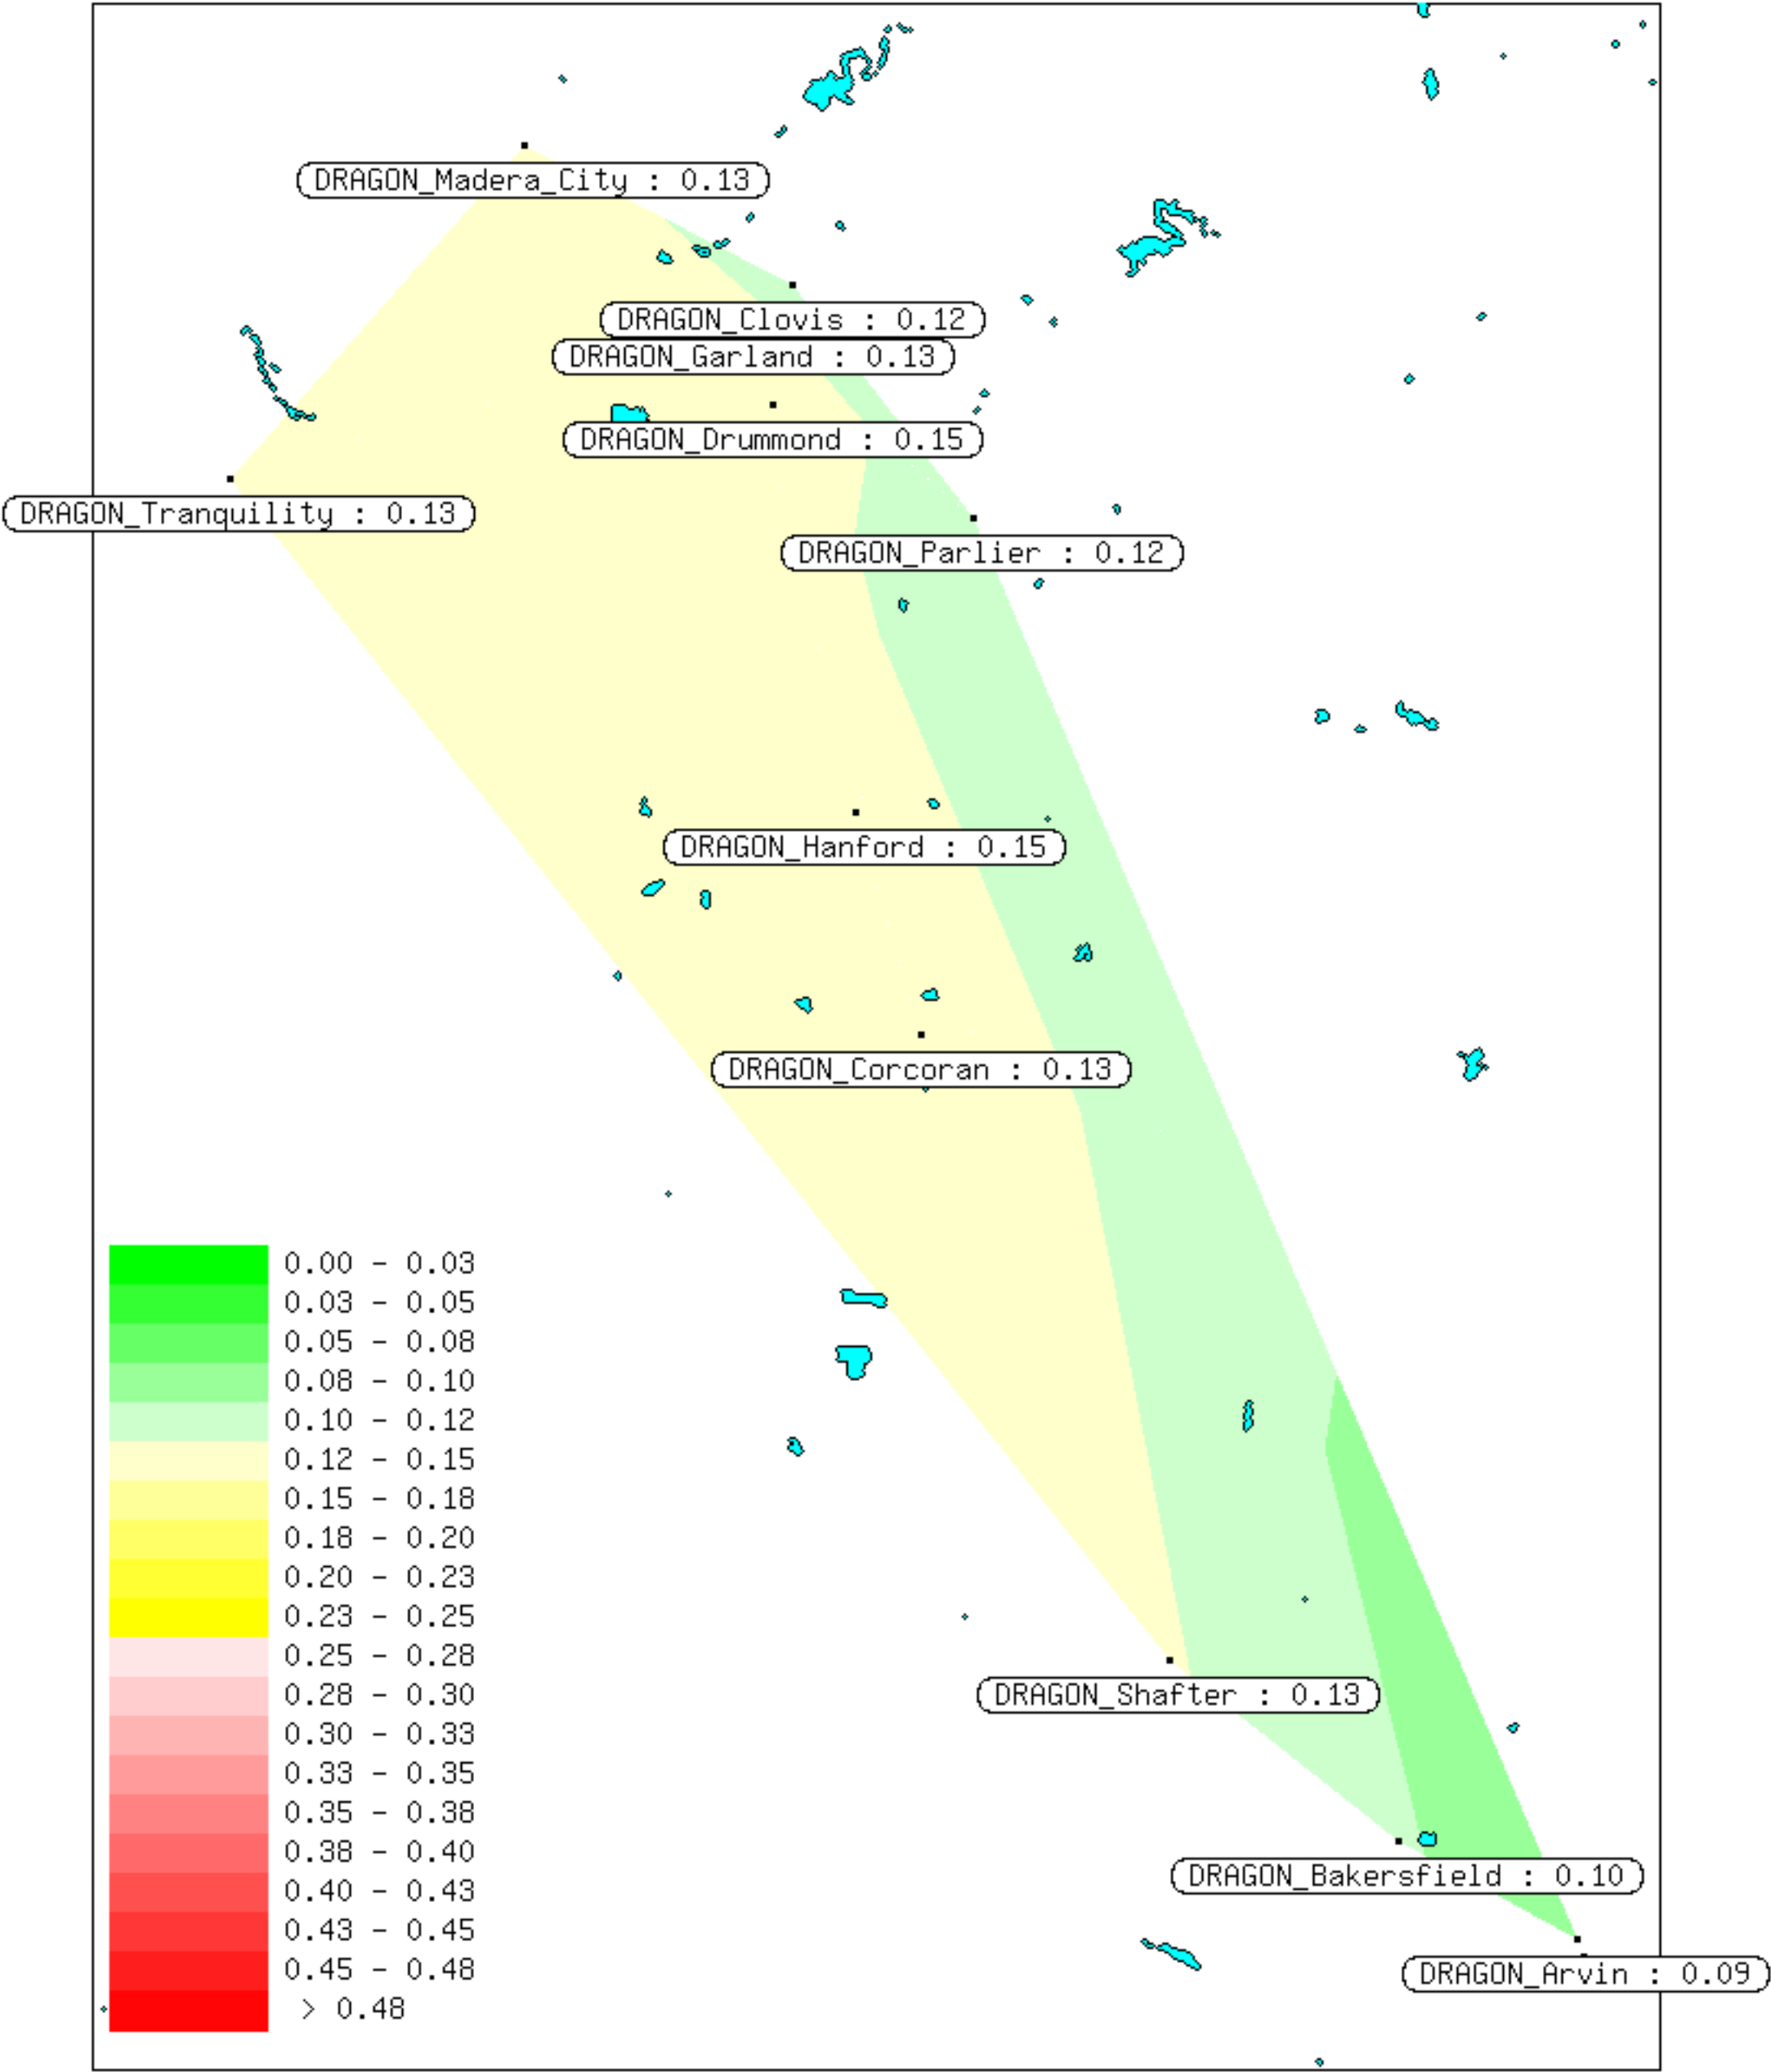 DRAGON_Madera_City : 0.13
DRAGON_Clovis : 0.12
DRAGON_Garland : 0.13
DRAGON_Drummond : 0.15
DRAGON_Tranquility : 0.13
DRAGON_Parlier : 0.12
DRAGON_Hanford : 0.15
DRAGON_Corcoran : 0.13
0.00 - 0.03
0.03 - 0.05
0.05 - 0.08
0.08 - 0.10
0.10 - 0.12
0.12 - 0.15
0.15 - 0.18
0.18 - 0.20
0.20 - 0.23
0.23 - 0.25
0.25 - 0.28
0.28 - 0.30
0.30 - 0.33
0.33 - 0.35
0.35 - 0.38
0.38 - 0.40
0.40 - 0.43
0.43 - 0.45
0.45 - 0.48
> 0.48
DRAGON_Shafter : 0.13
DRAGON_Bakersfield : 0.10
DRAGON_Arvin : 0.09